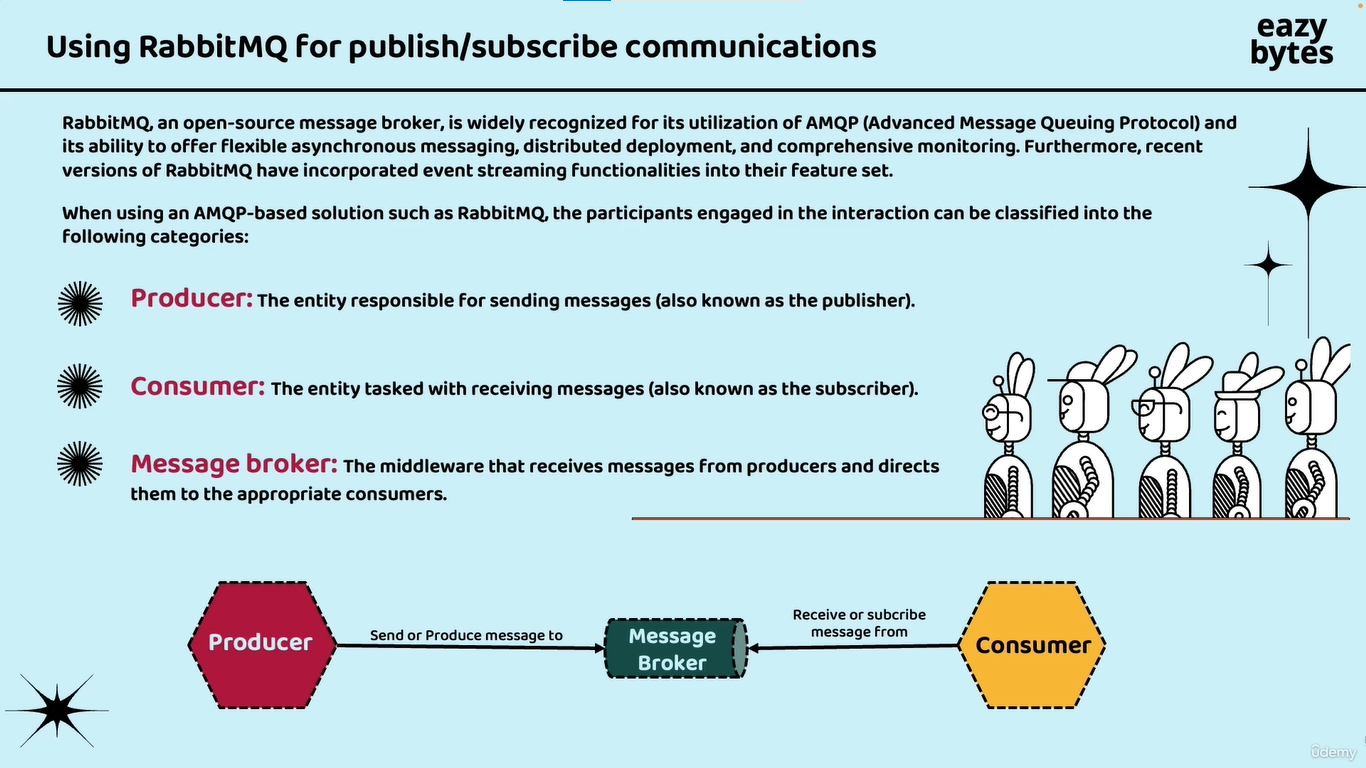 Using RabbitMQ for publish/subscribe communications
eazy
bytes
RabbitMQ, an open-source message broker, is widely recognized for its utilization of AMQP (Advanced Message Queuing Protocol) and
its ability to offer flexible asynchronous messaging, distributed deployment, and comprehensive monitoring. Furthermore, recent
versions of RabbitMQ have incorporated event streaming functionalities into their feature set.
When using an AMQP-based solution such as RabbitMQ, the participants engaged in the interaction can be classified into the
following categories:
Producer: The entity responsible for sending messages (also known as the publisher).
Consumer: The entity tasked with receiving messages (also known as the subscriber).
Message broker: The middleware that receives messages from producers and directs
them to the appropriate consumers.
Producer
Send or Produce message to
Message
Broker
Receive or subcribe
message from
Consumer
ûdemy